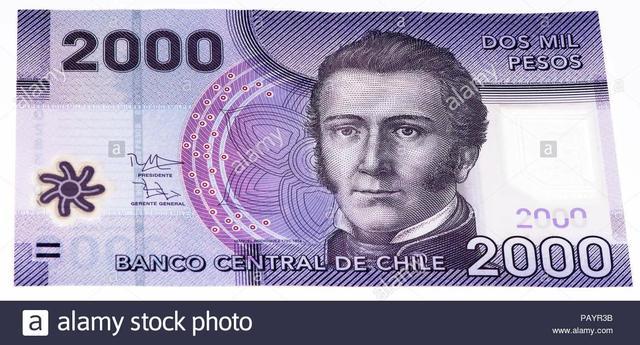 2000
DOS MIL
PESOS
PRESIDENTE
GERENTE GENERAL
2000
=
BANCO CENTRAL DE CHILE
2000
a alamy stock photo
PAYR3B
www.alamy.com